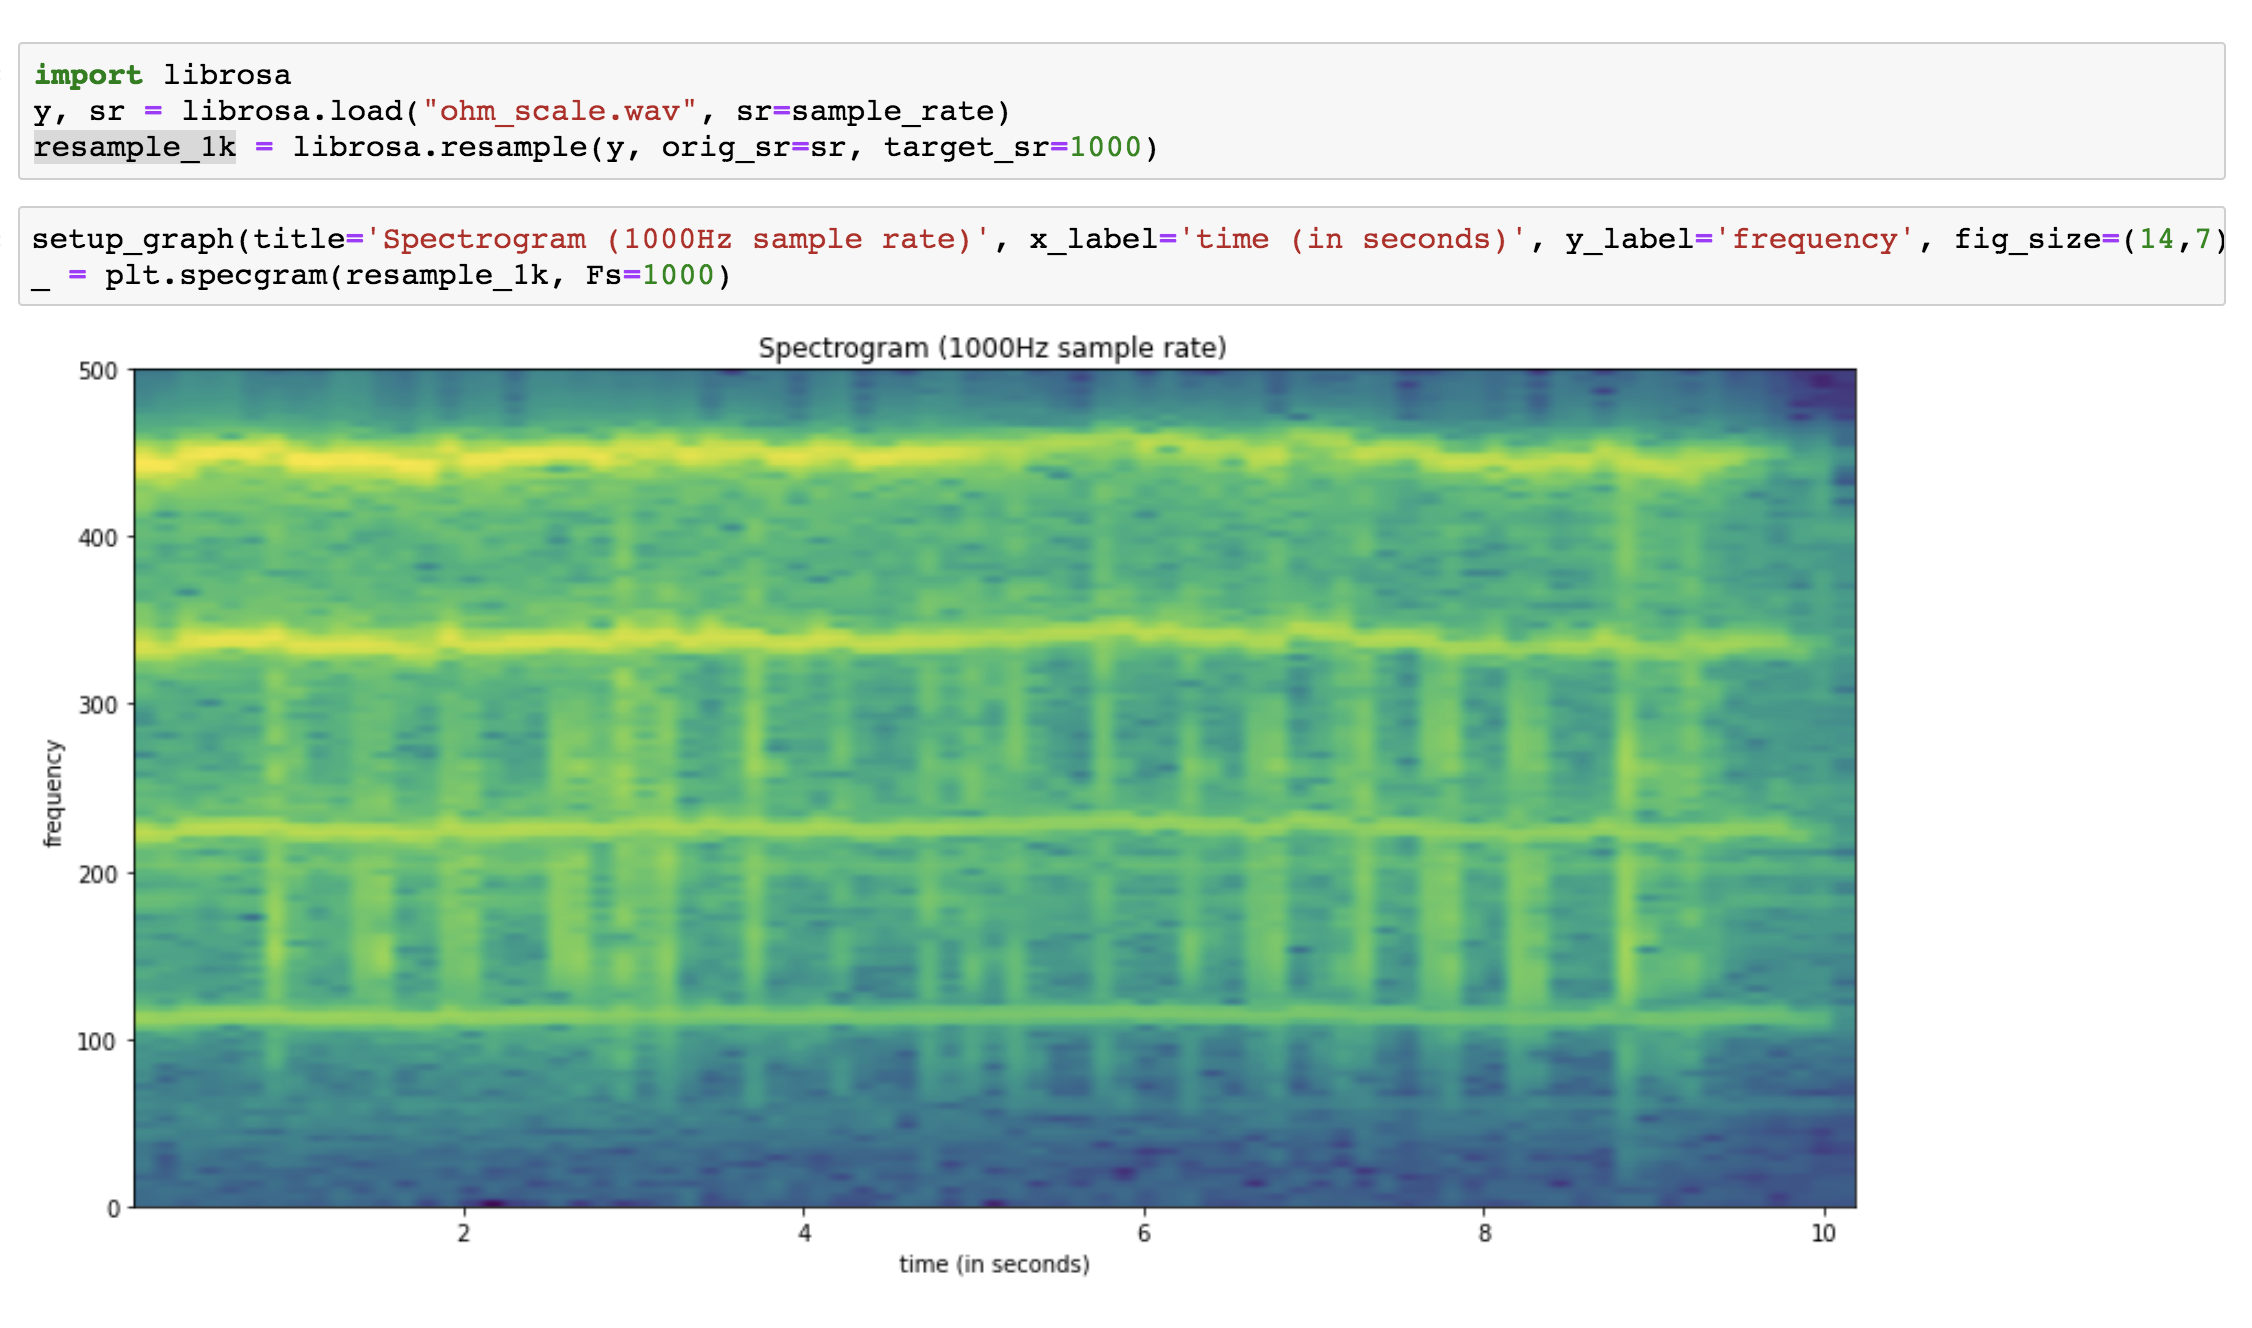 import librosa
y, sr = librosa.load("ohm_scale.wav", sr=sample_rate)
resample_1k = librosa.resample(y, orig_sr=sr, target_sr=1000)
setup_graph(title='Spectrogram (1000Hz sample rate)', x_label='time (in seconds)', y_label='frequency', fig_size=(14,7)
_ = plt.specgram(resample_1k, Fs=1000)
Spectrogram (1000Hz sample rate)
500
400
300
200
100
0
frequency
2 4 6 8 10
time (in seconds)